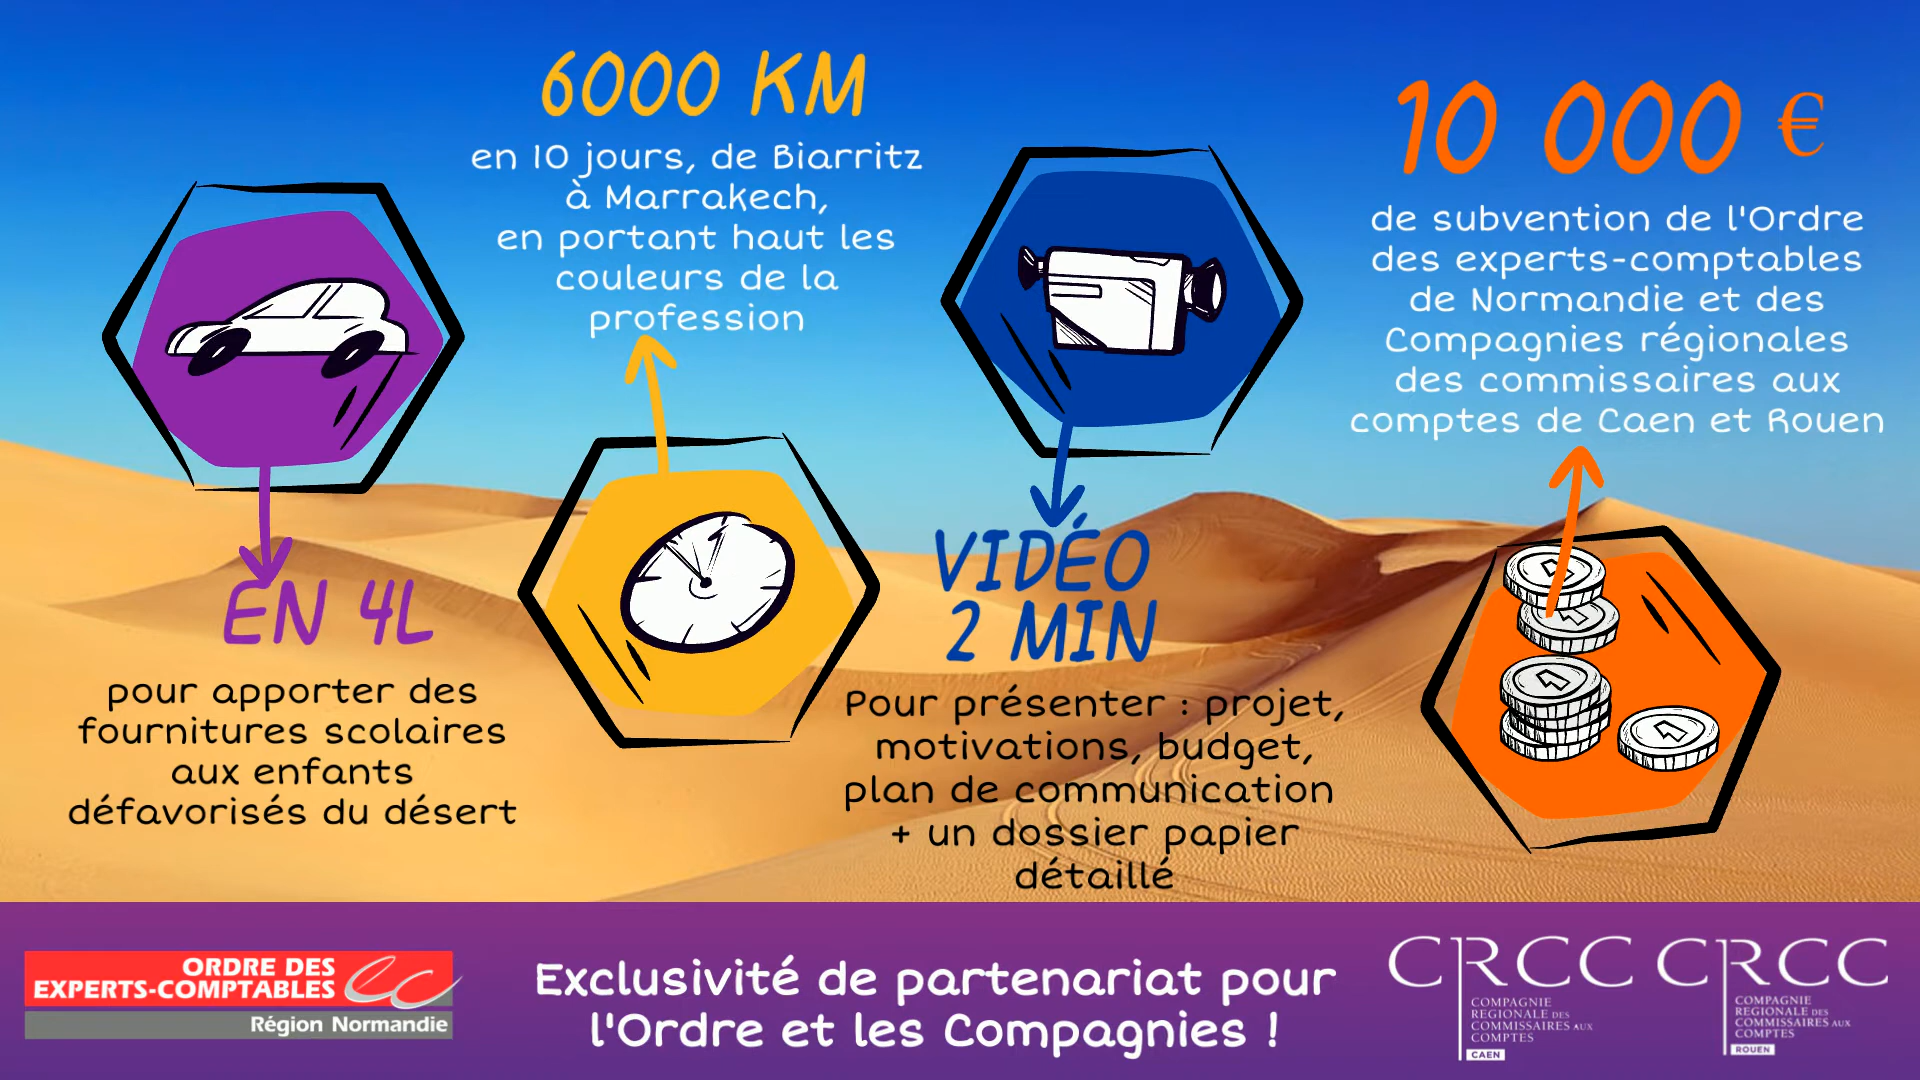 EN 4L
pour apporter des
fournitures scolaires
aux enfants
défavorisés du désert
6000 KM
en 10 jours, de Biarritz
à Marrakech,
en portant haut les
couleurs de la
profession
VIDÉO
2 MIN
Pour présenter : projet,
motivations, budget,
plan de communication
+ un dossier papier
détaillé
10 000 €
de subvention de l'Ordre
des experts-comptables
de Normandie et des
Compagnies régionales
des commissaires aux
comptes de Caen et Rouen
ORDRE DES
EXPERTS-COMPTABLES
ec
Région Normandie
Exclusivité de partenariat pour
l'Ordre et les Compagnies !
CRCC
COMPAGNIE
RÉGIONALE DES
COMMISSAIRES AUX
COMPTES
CAEN
CRCC
COMPAGNIE
RÉGIONALE DES
COMMISSAIRES AUX
COMPTES
ROUEN